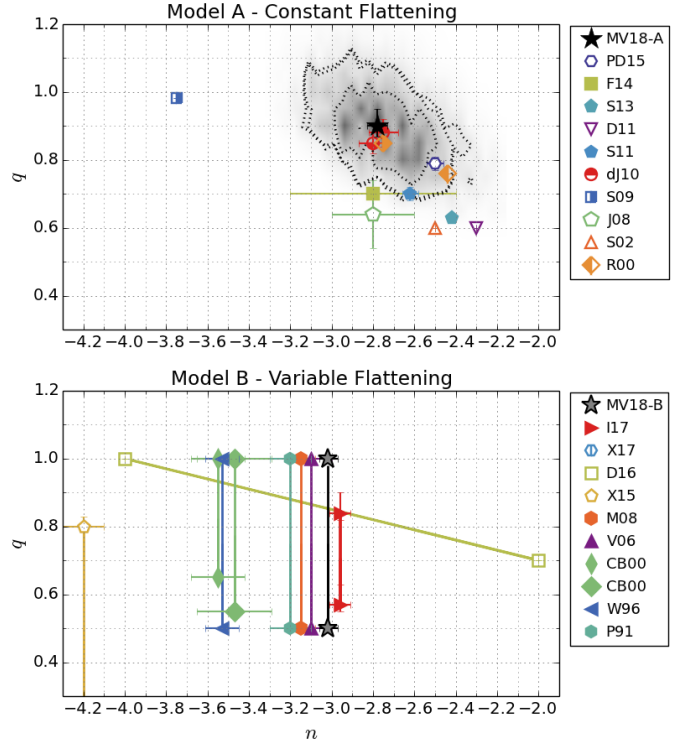 Model A - Constant Flattening
1.2
1.0
0.8
0.6
0.4
q
−4.2 −4.0 −3.8 −3.6 −3.4 −3.2 −3.0 −2.8 −2.6 −2.4 −2.2 −2.0
MV18-A
PD15
F14
S13
D11
S11
dJ10
S09
J08
S02
R00
Model B - Variable Flattening
1.2
1.0
0.8
0.6
0.4
q
−4.2 −4.0 −3.8 −3.6 −3.4 −3.2 −3.0 −2.8 −2.6 −2.4 −2.2 −2.0
n
MV18-B
I17
X17
D16
X15
M08
V06
CB00
CB00
W96
P91